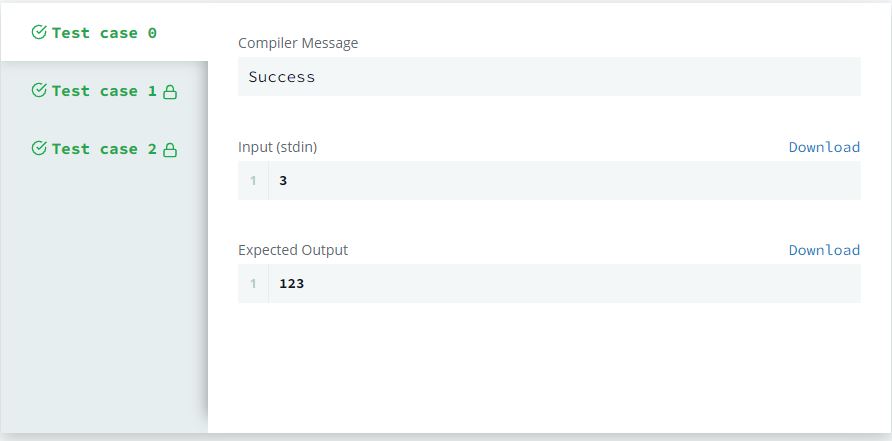 Test case 0
Test case 1
Test case 2
Compiler Message
Success
Input (stdin)
Download
1 3
Expected Output
Download
1 123